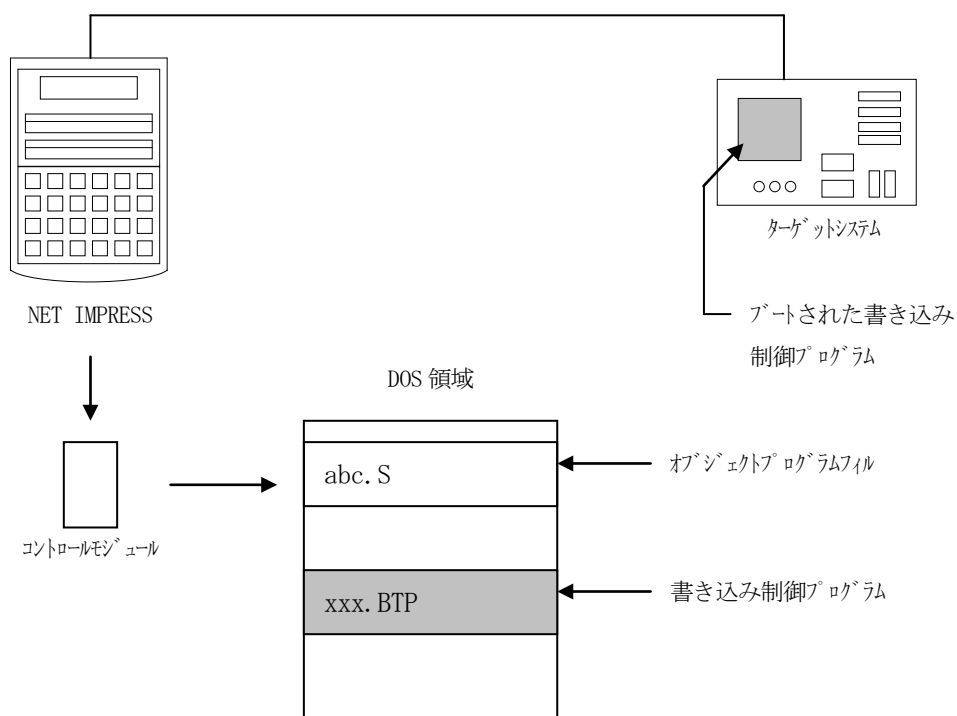 ﾀｰｹﾞｯﾄｼｽﾃﾑ
NET IMPRESS
ﾌﾞｰﾄされた書き込み
制御ﾌﾟﾛｸﾞﾗﾑ
DOS 領域
abc.S
ｵﾌﾞｼﾞｪｸﾄﾌﾟﾛｸﾞﾗﾑﾌｨﾙ
ｺﾝﾄﾛｰﾙﾓｼﾞｭｰﾙ
xxx.BTP
書き込み制御ﾌﾟﾛｸﾞﾗﾑ